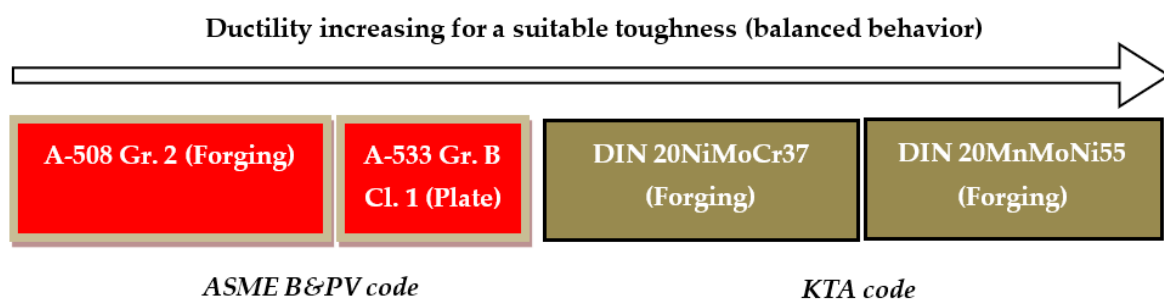 Ductility increasing for a suitable toughness (balanced behavior)
A-508 Gr. 2 (Forging)
A-533 Gr. B
Cl. 1 (Plate)
DIN 20NiMoCr37
(Forging)
DIN 20MnMoNi55
(Forging)
ASME B&PV code
KTA code